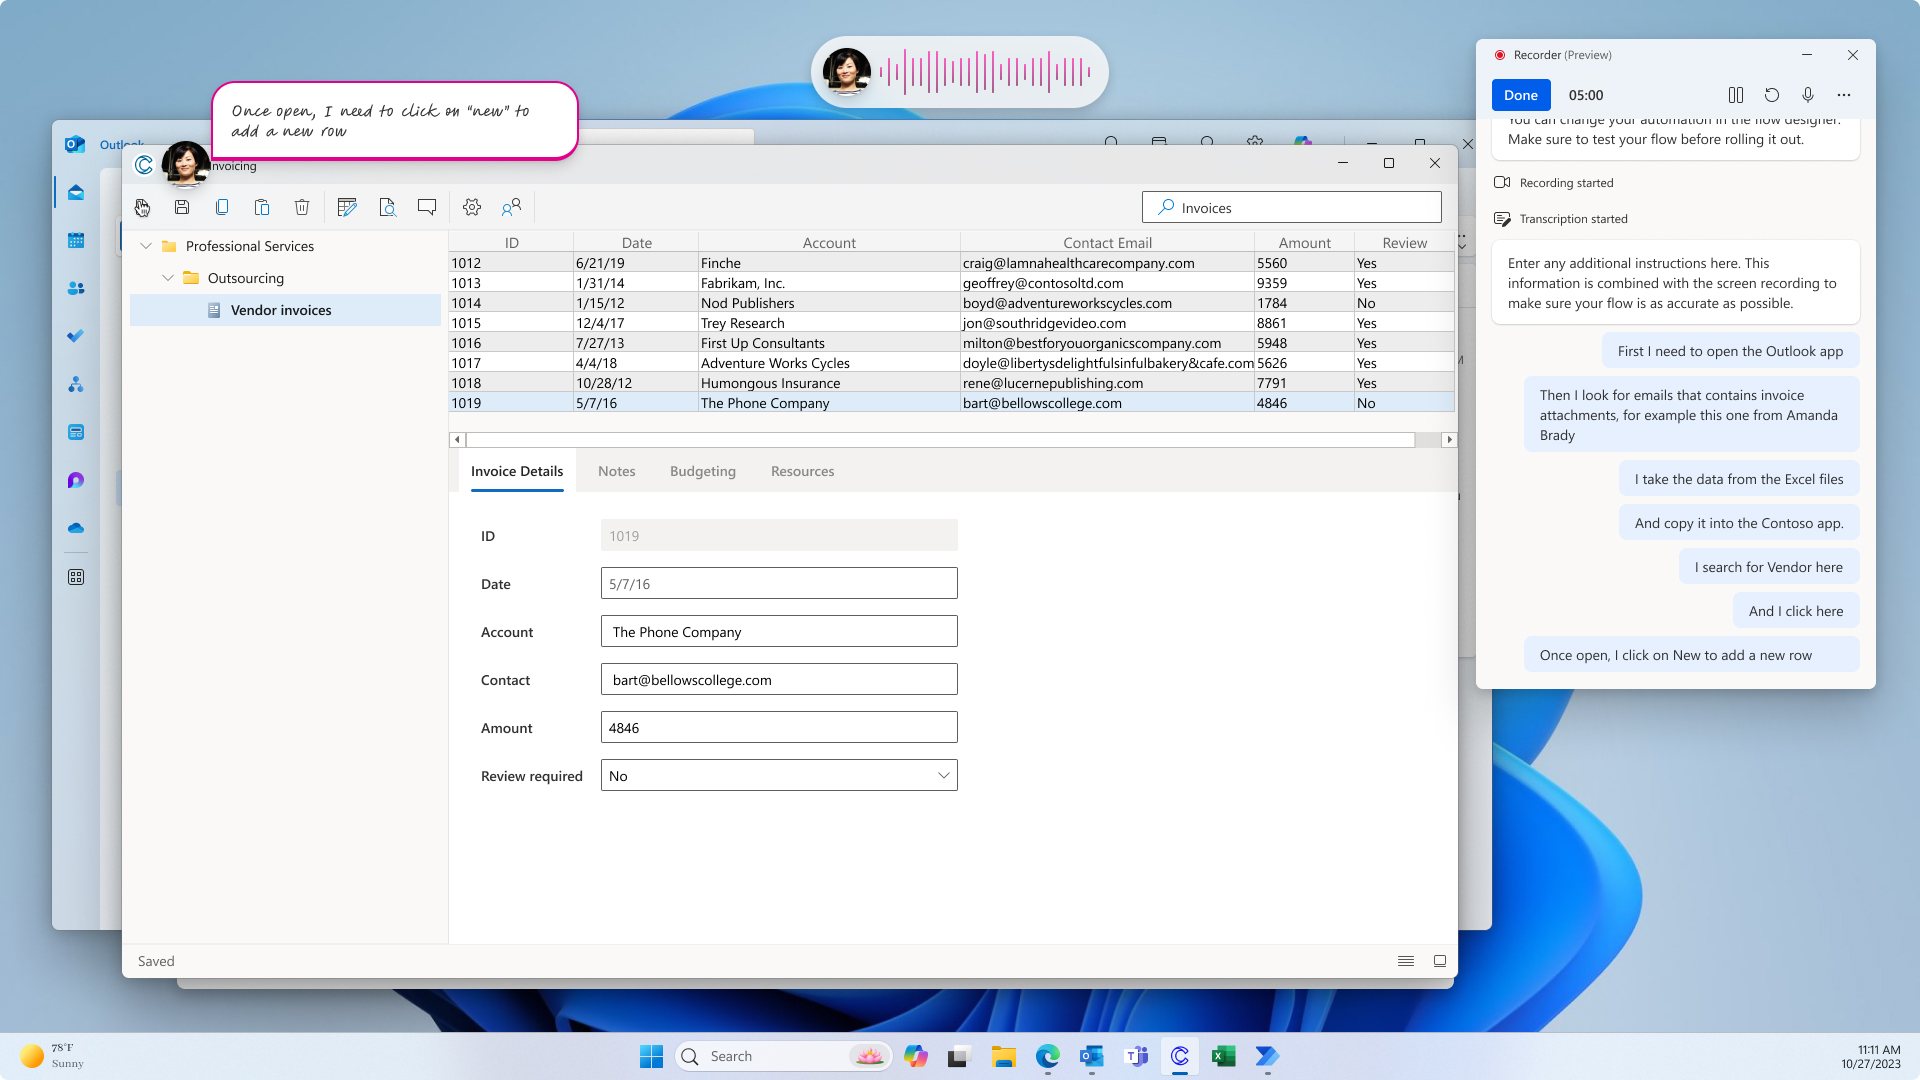 Once open, I need to click on "new" to
add a new row
Invoicing
Invoices
Professional Services
Outsourcing
Vendor invoices
ID Date Account Contact Email Amount Review
1012 6/21/19 Finche craig@lamnahealthcarecompany.com 5560 Yes
1013 1/31/14 Fabrikam, Inc. geoffrey@contosoltd.com 9359 Yes
1014 1/15/12 Nod Publishers boyd@adventureworkscycles.com 1784 No
1015 12/4/17 Trey Research jon@southridgevideo.com 8861 Yes
1016 7/27/13 First Up Consultants milton@bestforyouorganicscompany.com 5948 Yes
1017 4/4/18 Adventure Works Cycles doyle@libertysdelightfulsinfulbakery&cafe.com 5626 Yes
1018 10/28/12 Humongous Insurance rene@lucernepublishing.com 7791 Yes
1019 5/7/16 The Phone Company bart@bellowscollege.com 4846 No
Invoice Details Notes Budgeting Resources
ID 1019
Date 5/7/16
Account The Phone Company
Contact bart@bellowscollege.com
Amount 4846
Review required No
Saved
Recorder (Preview)
Done 05:00
You can change your automation in the flow designer.
Make sure to test your flow before rolling it out.
Recording started
Transcription started
Enter any additional instructions here. This
information is combined with the screen recording to
make sure your flow is as accurate as possible.
First I need to open the Outlook app
Then I look for emails that contains invoice
attachments, for example this one from Amanda
Brady
I take the data from the Excel files
And copy it into the Contoso app.
I search for Vendor here
And I click here
Once open, I click on New to add a new row
78°F
Sunny
Search
11:11 AM
10/27/2023